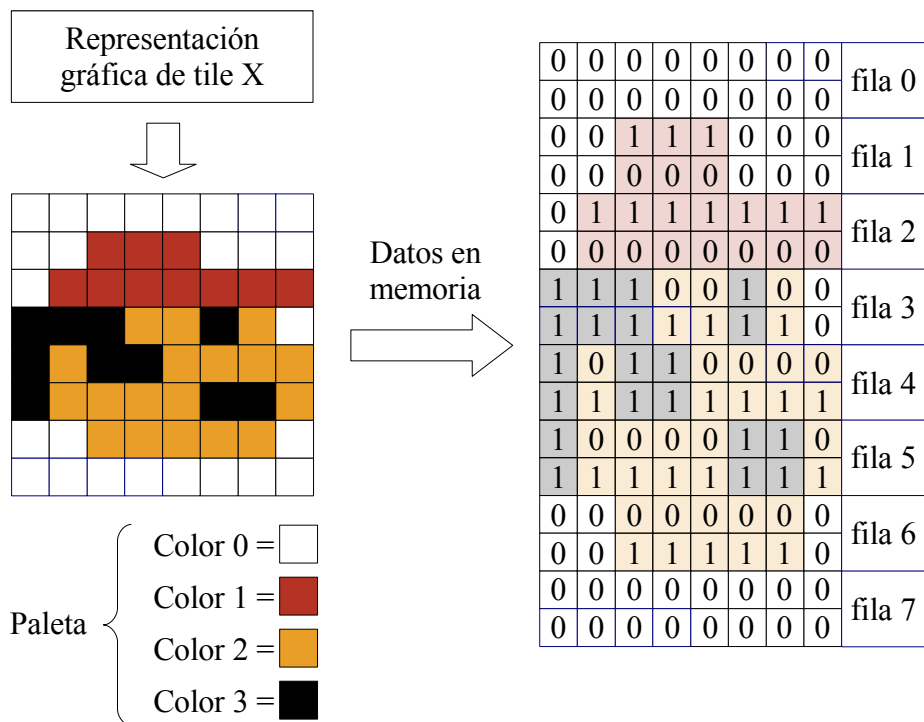 Representación
gráfica de tile X
Datos en
memoria
0 0 0 0 0 0 0 0
0 0 0 0 0 0 0 0
fila 0
0 0 1 1 1 0 0 0
0 0 0 0 0 0 0 0
fila 1
0 1 1 1 1 1 1 1
0 0 0 0 0 0 0 0
fila 2
1 1 1 0 0 1 0 0
1 1 1 1 1 1 1 0
fila 3
1 0 1 1 0 0 0 0
1 1 1 1 1 1 1 1
fila 4
1 0 0 0 0 1 1 0
1 1 1 1 1 1 1 1
fila 5
0 0 0 0 0 0 0 0
0 0 1 1 1 1 1 0
fila 6
0 0 0 0 0 0 0 0
0 0 0 0 0 0 0 0
fila 7
Paleta
Color 0 =
Color 1 =
Color 2 =
Color 3 =